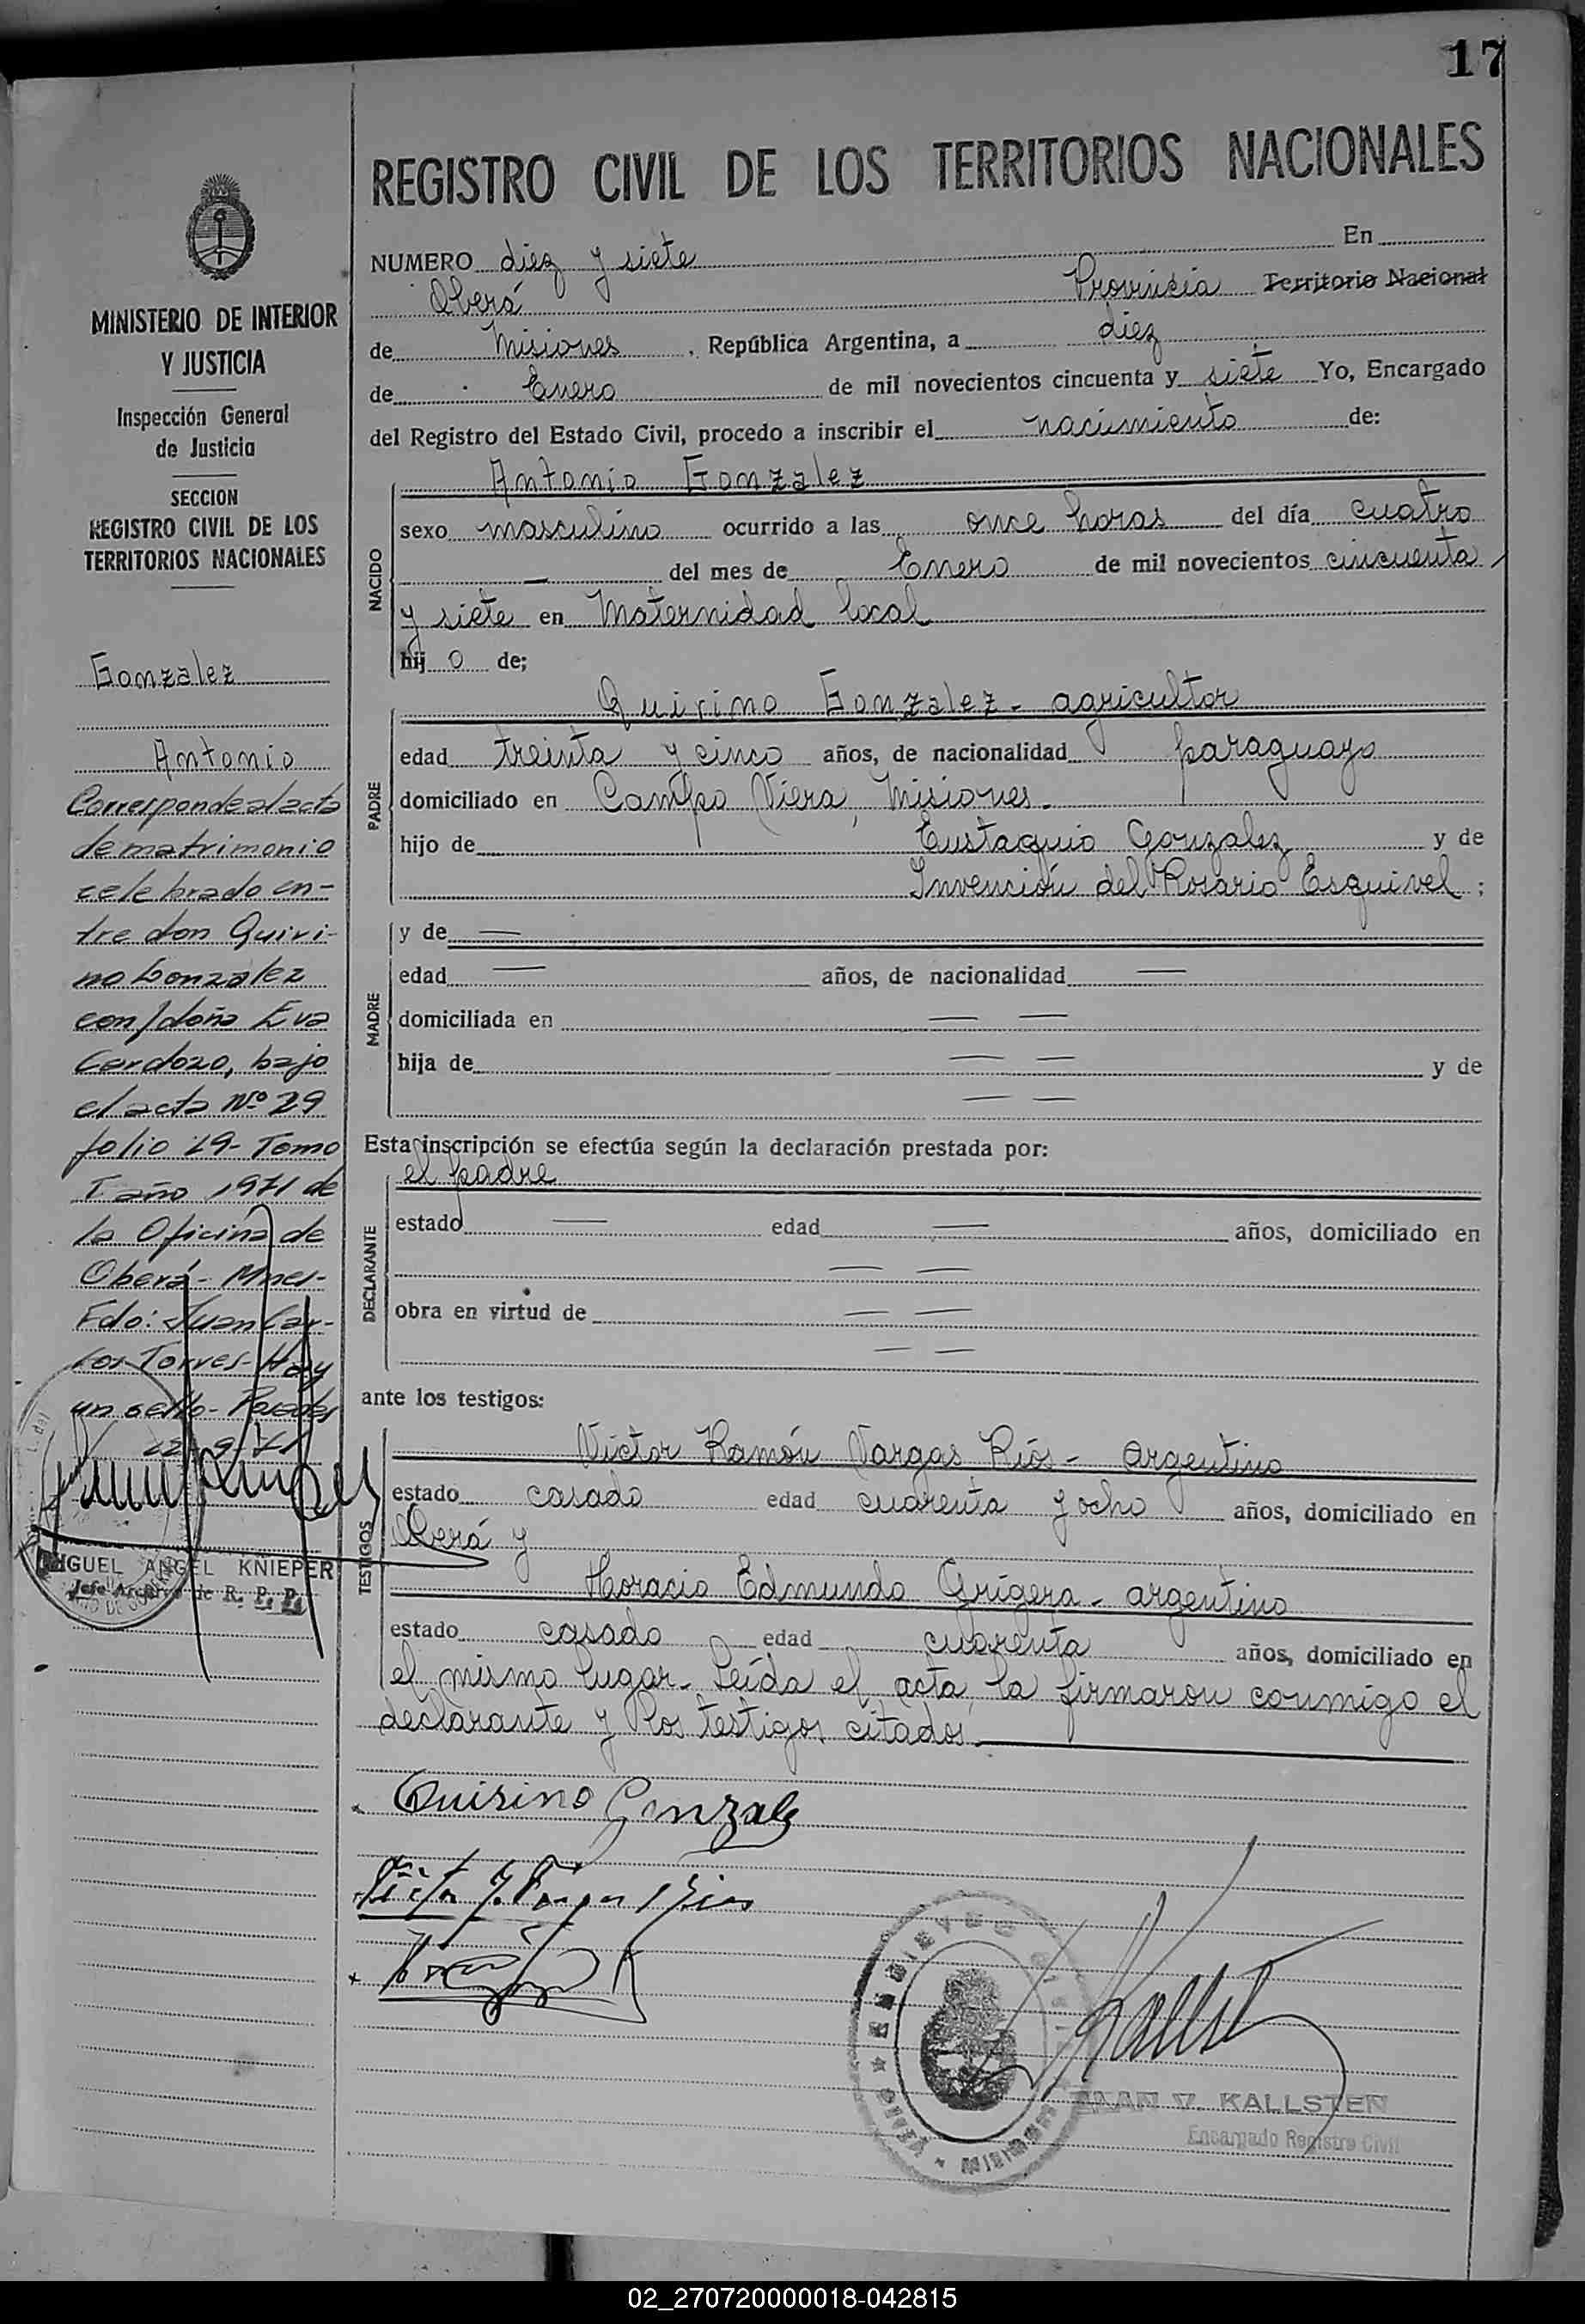 17
REGISTRO CIVIL DE LOS TERRITORIOS NACIONALES
MINISTERIO DE INTERIOR
Y JUSTICIA
Inspección General
de Justicia
SECCION
REGISTRO CIVIL DE LOS
TERRITORIOS NACIONALES
Gonzalez
Antonio
Corresponde al acta
de matrimonio
celebrado en-
tre don Quiri-
no Gonzalez
con doña Eva
Cardozo, bajo
el acta Nº 29
folio 29- Tomo
I año 1971 de
la Oficina de
Oberá- Mnes-
Fdo: Juan Car-
los Torres- Hay
un sello- Posadas
MIGUEL ANGEL KÑIEPER
Jefe Archivo de R. P. P.
NUMERO diez y siete En
Oberá Provincia Territorio Nacional
de Misiones , República Argentina, a diez
de Enero de mil novecientos cincuenta y siete Yo, Encargado
del Registro del Estado Civil, procedo a inscribir el nacimiento de:
NACIDO
Antonio Gonzalez
sexo masculino ocurrido a las once horas del día cuatro
— del mes de Enero de mil novecientos cincuenta
y siete en Maternidad local
hij o de;
PADRE
Quirino Gonzalez - agricultor
edad treinta y cinco años, de nacionalidad paraguayo
domiciliado en Campo Viera, Misiones.
hijo de Eustaquio Gonzalez y de
Invención del Rosario Esquivel ;
MADRE
y de —
edad — años, de nacionalidad —
domiciliada en — —
hija de — — y de
— —
Esta inscripción se efectúa según la declaración prestada por:
DECLARANTE
el padre
estado — edad — años, domiciliado en
— —
obra en virtud de — —
— —
ante los testigos:
TESTIGOS
Victor Ramón Vargas Ríos - argentino
estado casado edad cuarenta y ocho años, domiciliado en
Oberá y
Horacio Edmundo Grígera - argentino
estado casado edad cuarenta años, domiciliado en
el mismo lugar. Leída el acta, la firmaron conmigo el
declarante y los testigos citados.
Quirino Gonzalez
KALLSTEN
Encargado Registro Civil
02_270720000018-042815